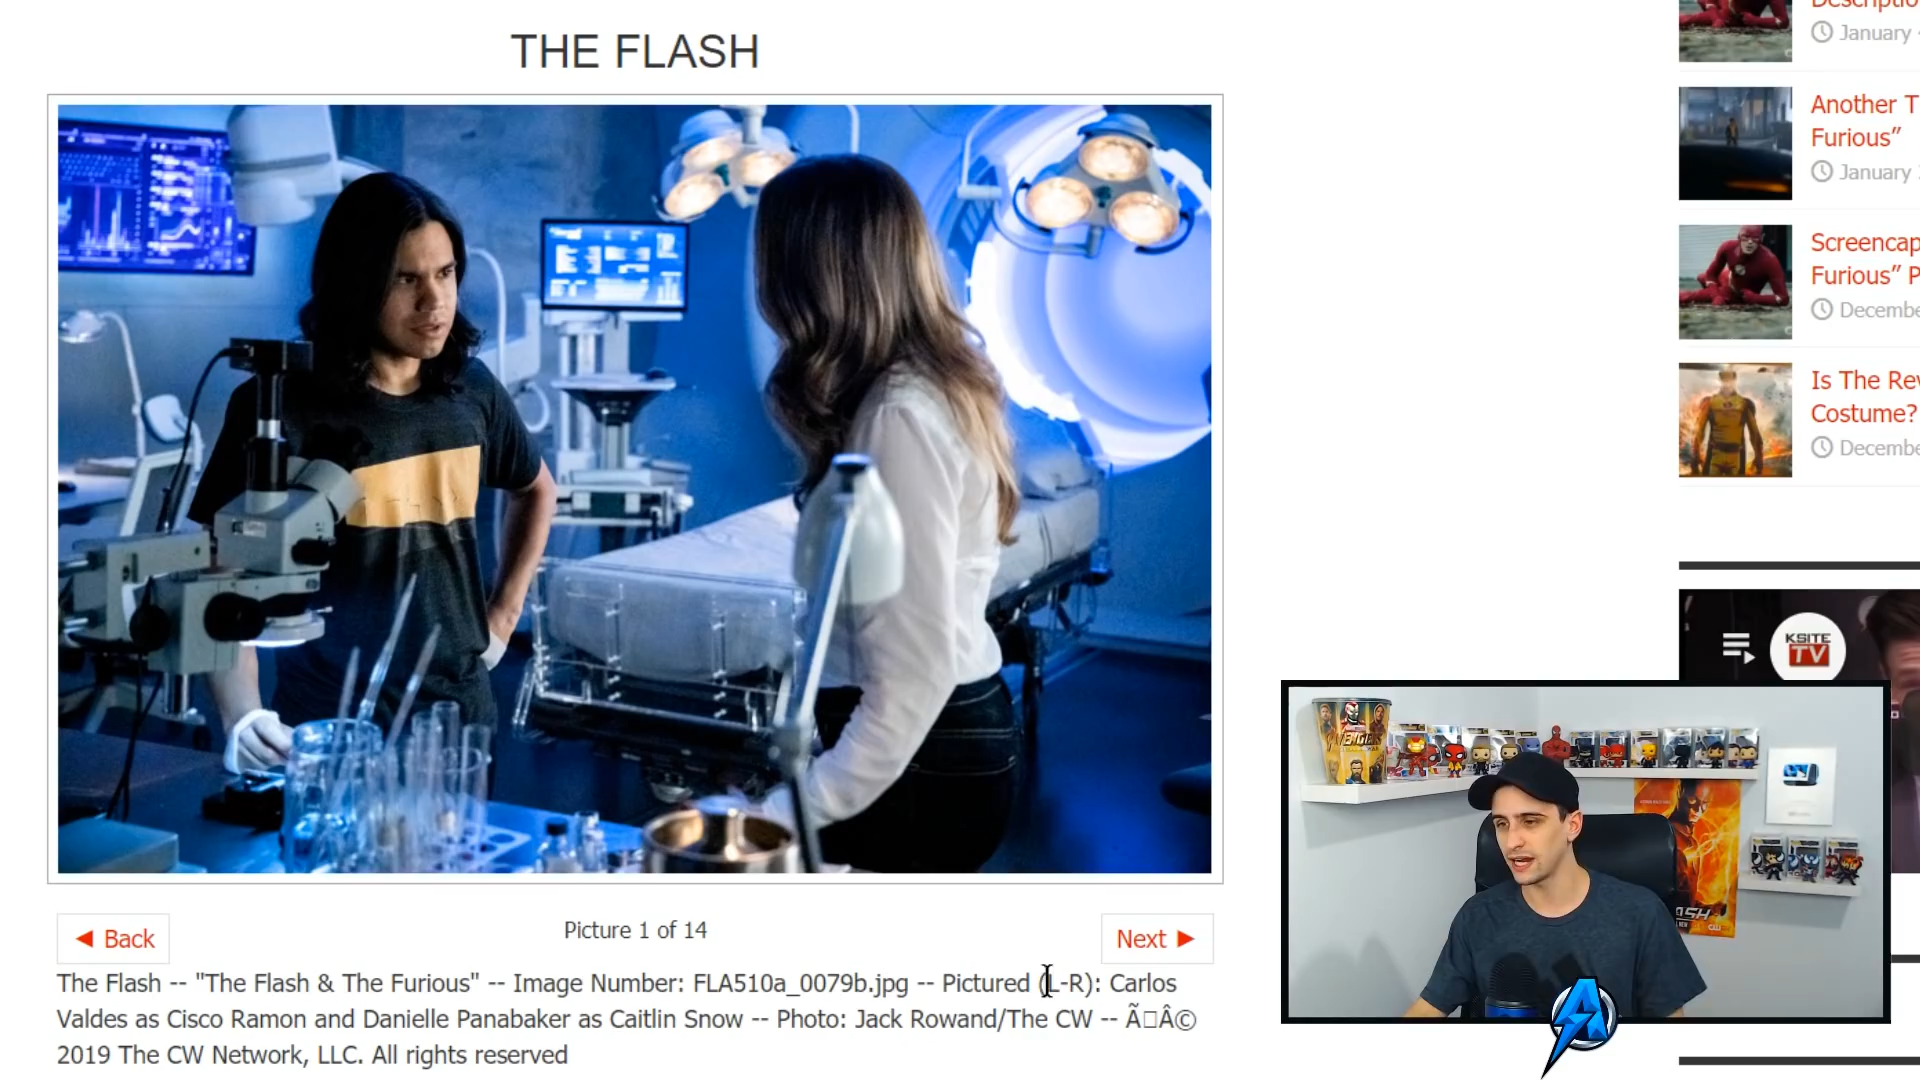 THE FLASH
◄ Back
Picture 1 of 14
Next ►
The Flash -- "The Flash & The Furious" -- Image Number: FLA510a_0079b.jpg -- Pictured (L-R): Carlos
Valdes as Cisco Ramon and Danielle Panabaker as Caitlin Snow -- Photo: Jack Rowand/The CW -- Ã□Â©
2019 The CW Network, LLC. All rights reserved
January
Another T
Furious”
January
Screencap
Furious” P
Decembe
Is The Rev
Costume?
Decembe
KSITE
TV
AVENGERS